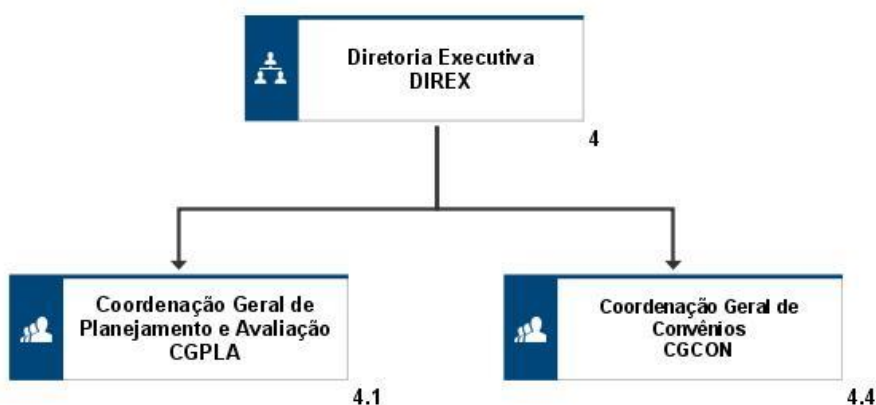 Diretoria Executiva
DIREX
4
Coordenação Geral de
Planejamento e Avaliação
CGPLA
4.1
Coordenação Geral de
Convênios
CGCON
4.4